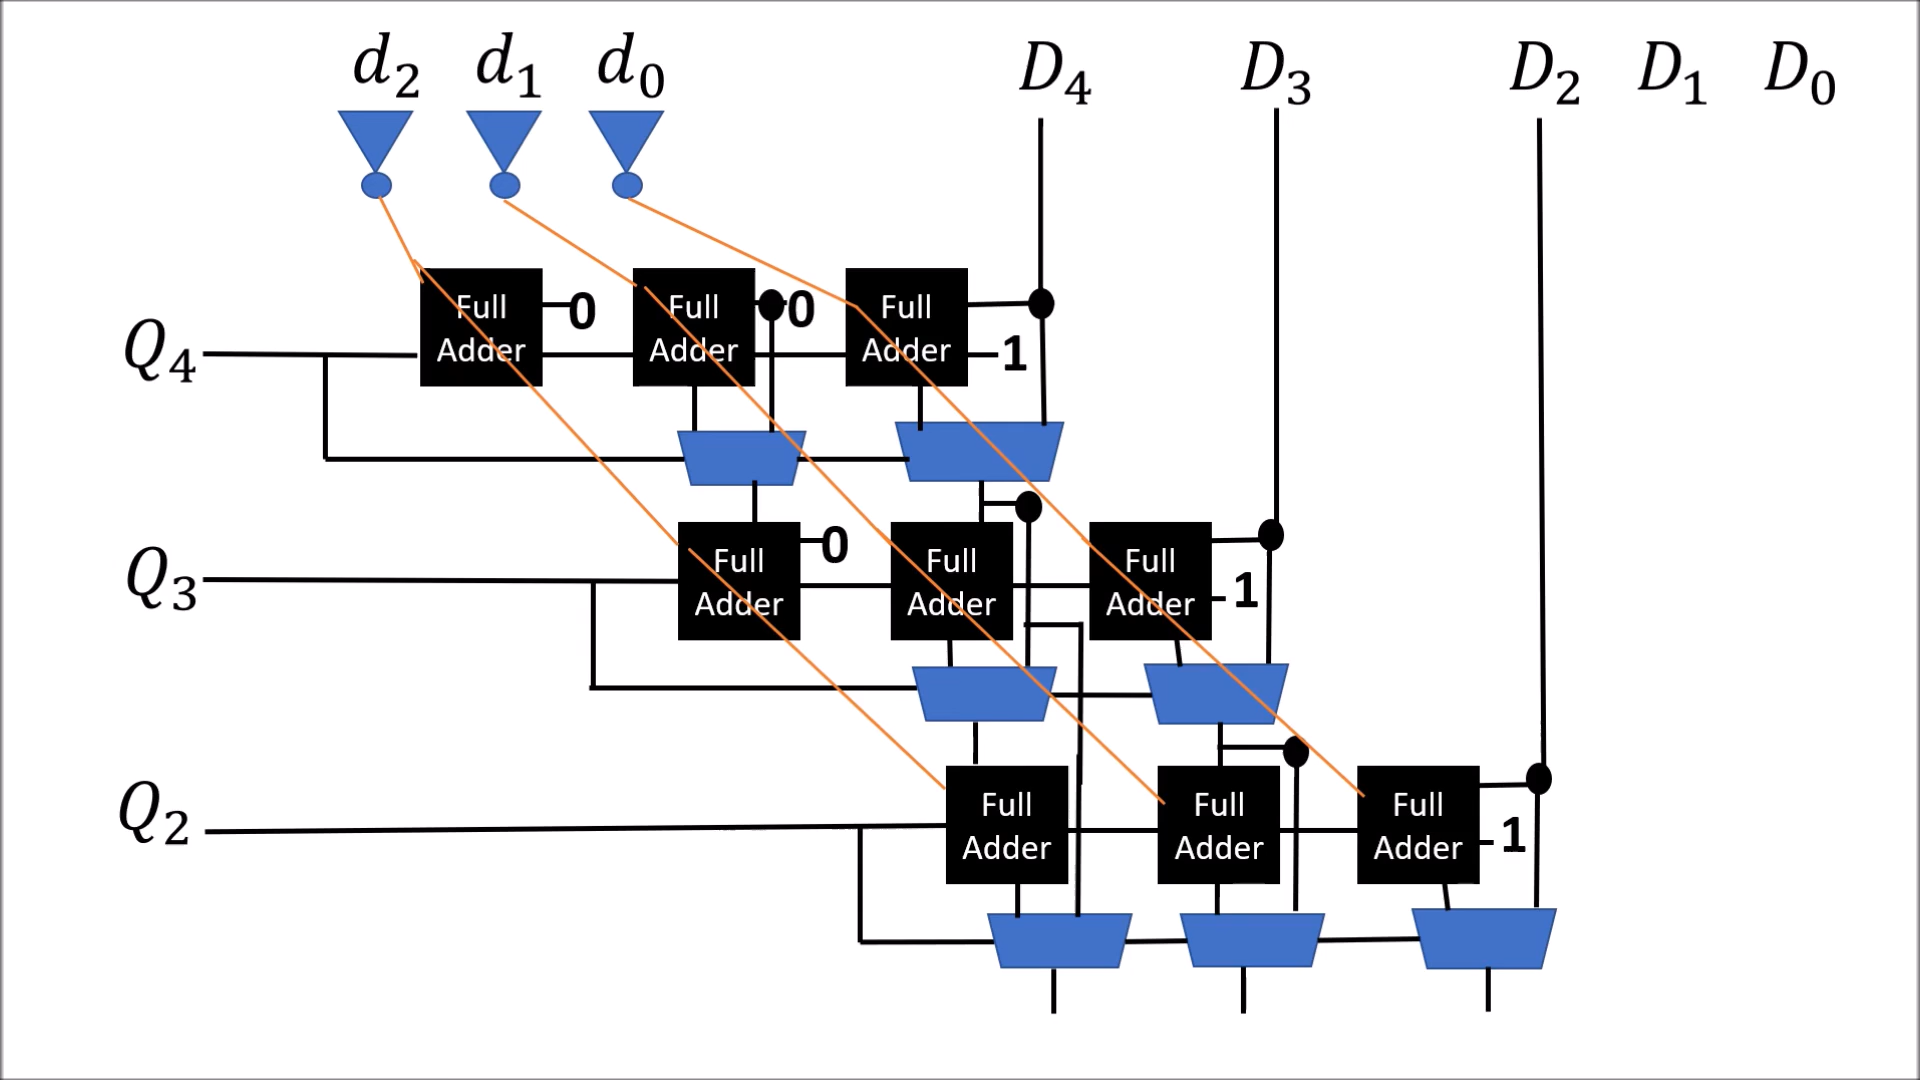 d₂ d₁ d₀ D₄ D₃ D₂ D₁ D₀
Full Adder 0 Full Adder 0 Full Adder 1
Q₄
Full Adder 0 Full Adder Full Adder 1
Q₃
Full Adder Full Adder Full Adder 1
Q₂